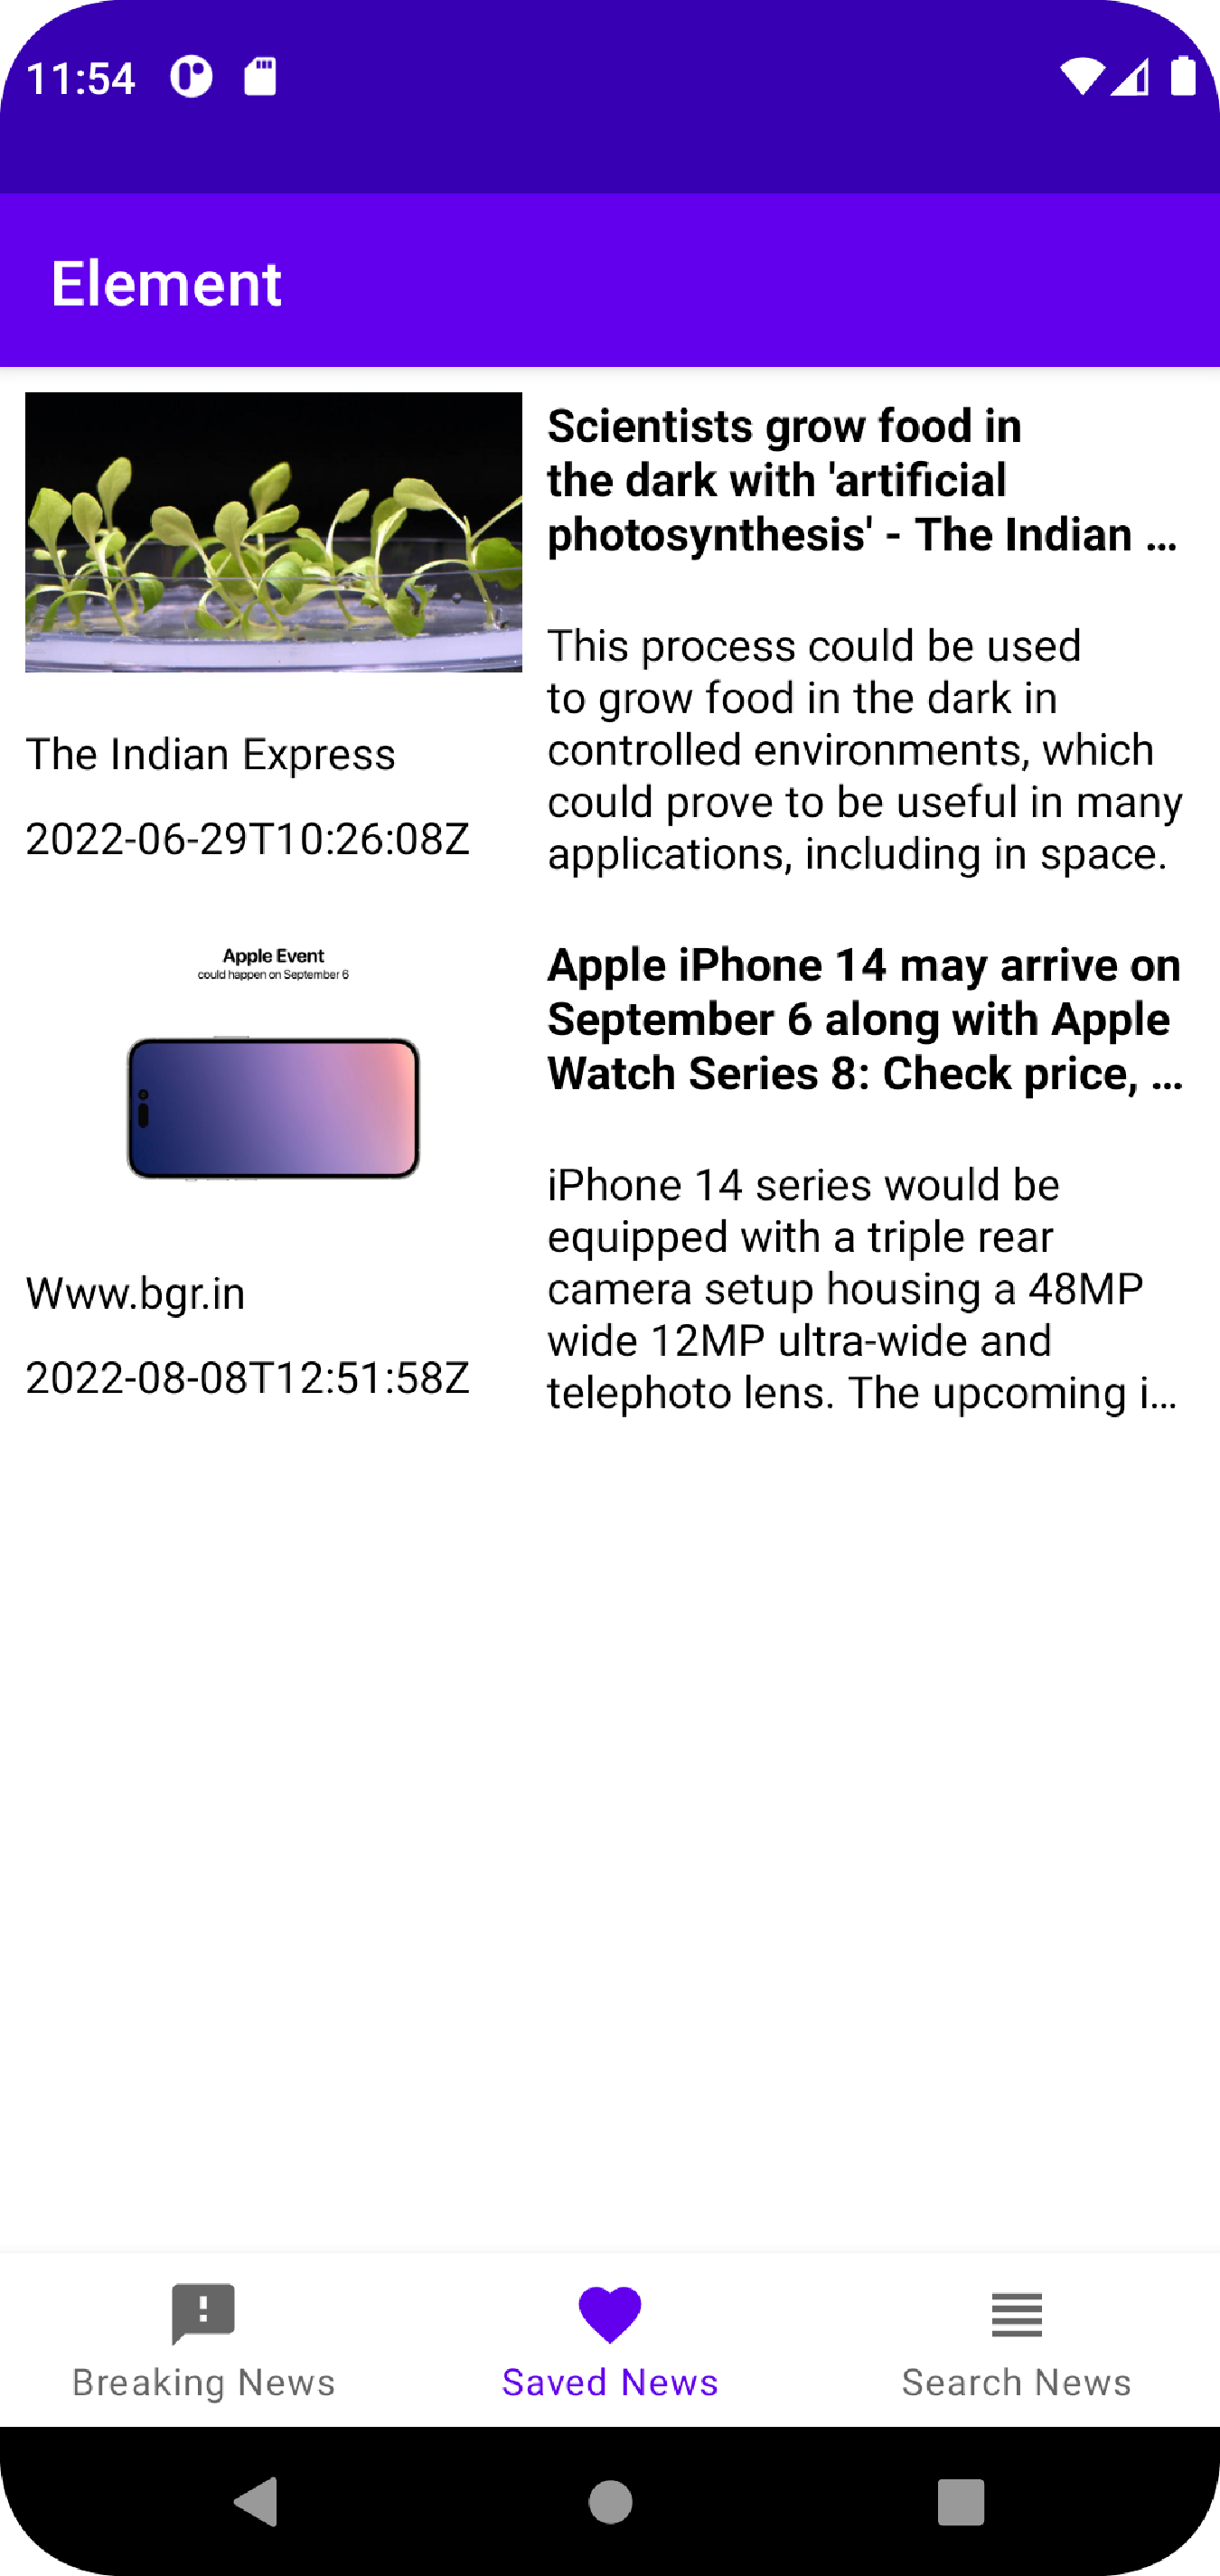 11:54
Element
Scientists grow food in
the dark with 'artificial
photosynthesis' - The Indian ...
This process could be used
to grow food in the dark in
controlled environments, which
could prove to be useful in many
applications, including in space.
The Indian Express
2022-06-29T10:26:08Z
Apple Event
could happen on September 6
Apple iPhone 14 may arrive on
September 6 along with Apple
Watch Series 8: Check price, ...
iPhone 14 series would be
equipped with a triple rear
camera setup housing a 48MP
wide 12MP ultra-wide and
telephoto lens. The upcoming i...
Www.bgr.in
2022-08-08T12:51:58Z
Breaking News
Saved News
Search News